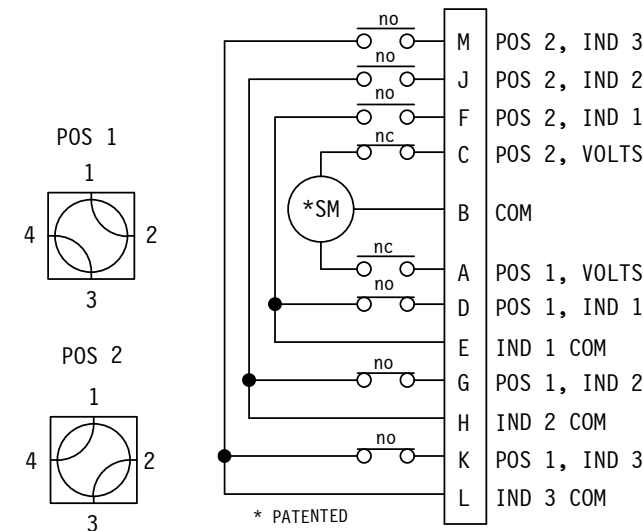 POS 1
1
4 2
3
POS 2
1
4 2
3
no M POS 2, IND 3
no J POS 2, IND 2
no F POS 2, IND 1
nc C POS 2, VOLTS
*SM B COM
nc A POS 1, VOLTS
no D POS 1, IND 1
E IND 1 COM
no G POS 1, IND 2
H IND 2 COM
no K POS 1, IND 3
L IND 3 COM
* PATENTED